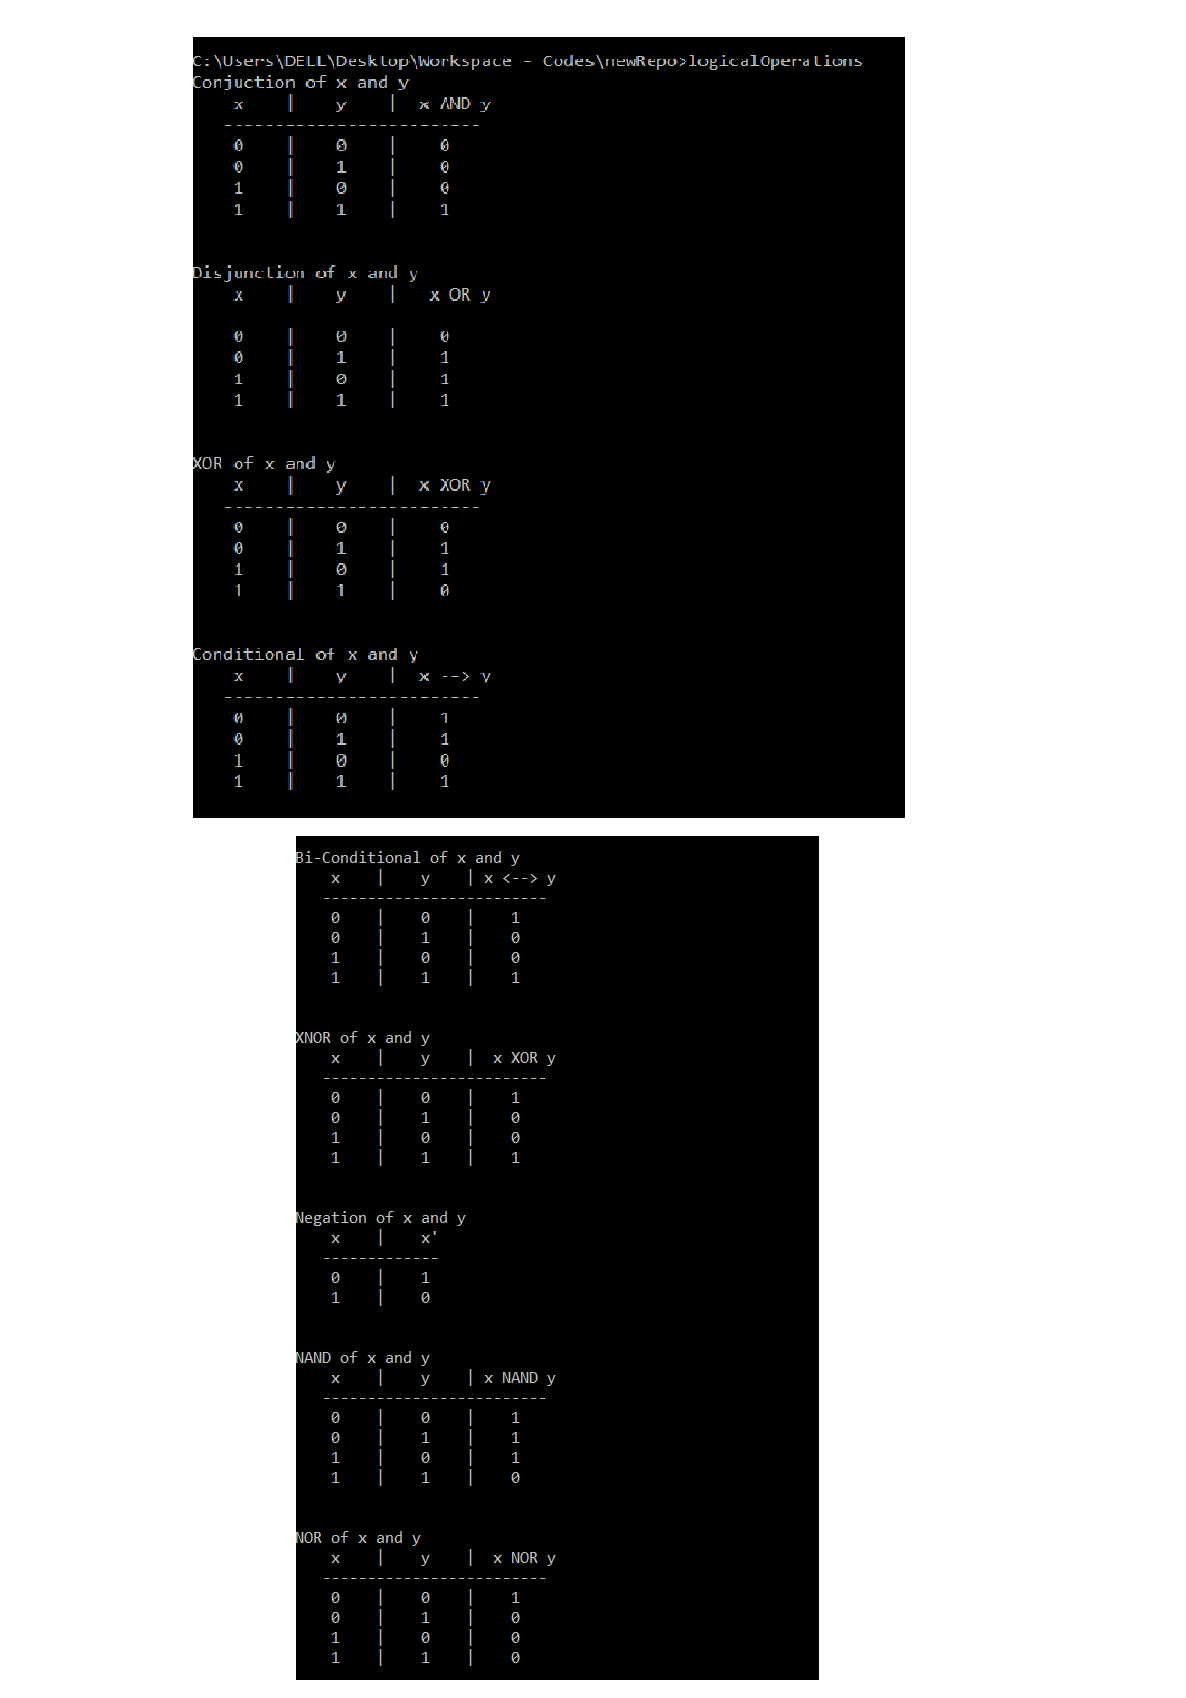 C:\Users\DELL\Desktop\Workspace - Codes\newRepo>logicalOperations
Conjuction of x and y
x | y | x AND y
-------------------------
0 | 0 | 0
0 | 1 | 0
1 | 0 | 0
1 | 1 | 1
Disjunction of x and y
x | y | x OR y
0 | 0 | 0
0 | 1 | 1
1 | 0 | 1
1 | 1 | 1
XOR of x and y
x | y | x XOR y
-------------------------
0 | 0 | 0
0 | 1 | 1
1 | 0 | 1
1 | 1 | 0
Conditional of x and y
x | y | x --> y
-------------------------
0 | 0 | 1
0 | 1 | 1
1 | 0 | 0
1 | 1 | 1
Bi-Conditional of x and y
x | y | x <--> y
-------------------------
0 | 0 | 1
0 | 1 | 0
1 | 0 | 0
1 | 1 | 1
XNOR of x and y
x | y | x XOR y
-------------------------
0 | 0 | 1
0 | 1 | 0
1 | 0 | 0
1 | 1 | 1
Negation of x and y
x | x'
-------------
0 | 1
1 | 0
NAND of x and y
x | y | x NAND y
-------------------------
0 | 0 | 1
0 | 1 | 1
1 | 0 | 1
1 | 1 | 0
NOR of x and y
x | y | x NOR y
-------------------------
0 | 0 | 1
0 | 1 | 0
1 | 0 | 0
1 | 1 | 0